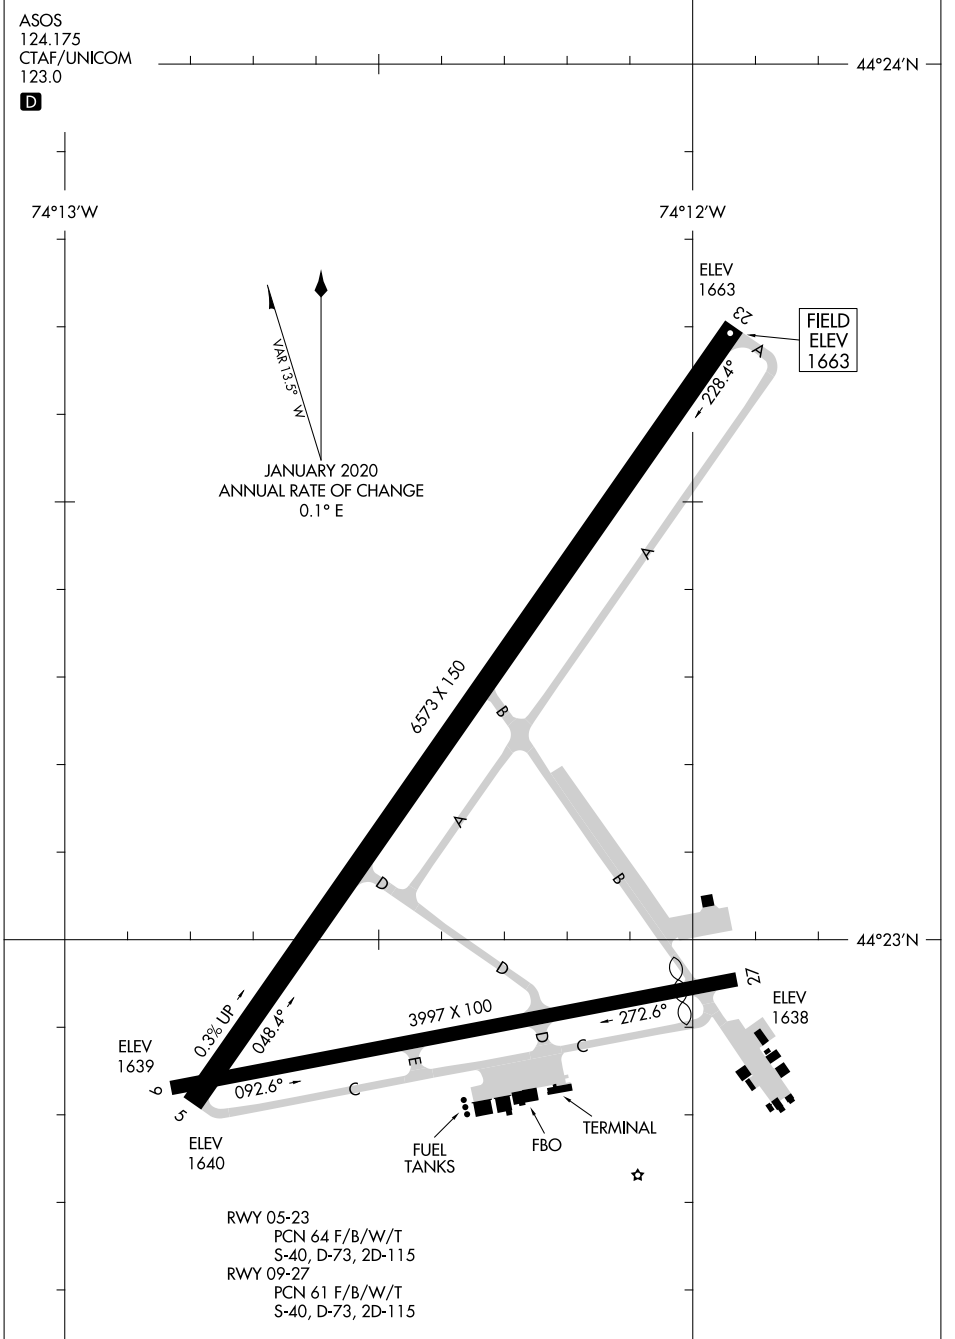 ASOS
124.175
CTAF/UNICOM
123.0
D
44°24'N
74°13'W
74°12'W
ELEV
1663
23
FIELD
ELEV
1663
A
228.4°
VAR 13.5° W
JANUARY 2020
ANNUAL RATE OF CHANGE
0.1° E
A
6573 X 150
B
A
D
B
44°23'N
D
27
ELEV
1638
0.3% UP
048.4°
3997 X 100
272.6°
ELEV
1639
9
092.6°
C
E
D
C
5
ELEV
1640
FUEL
TANKS
FBO
TERMINAL
RWY 05-23
PCN 64 F/B/W/T
S-40, D-73, 2D-115
RWY 09-27
PCN 61 F/B/W/T
S-40, D-73, 2D-115